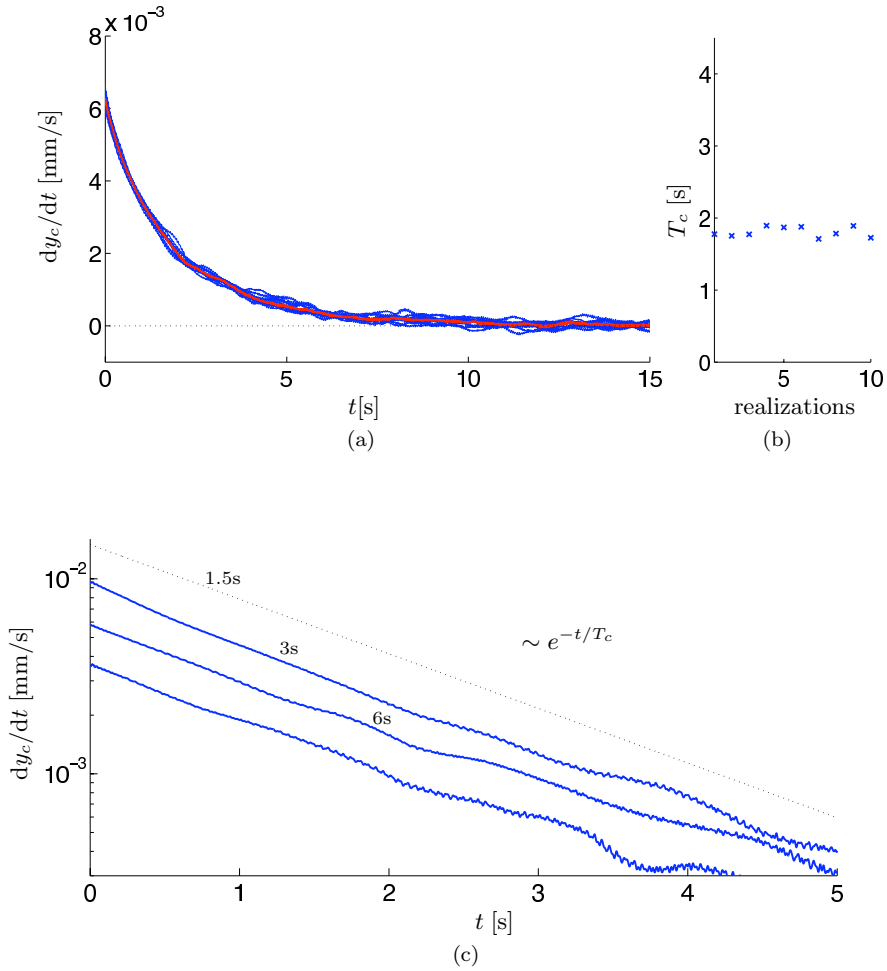 x 10⁻³
8
6
4
2
0
dy_c/dt [mm/s]
0 5 10 15
t[s]
(a)
4
3
2
1
0
T_c [s]
5 10
realizations
(b)
10⁻²
10⁻³
dy_c/dt [mm/s]
1.5s
3s
6s
∼ e^{−t/T_c}
0 1 2 3 4 5
t [s]
(c)